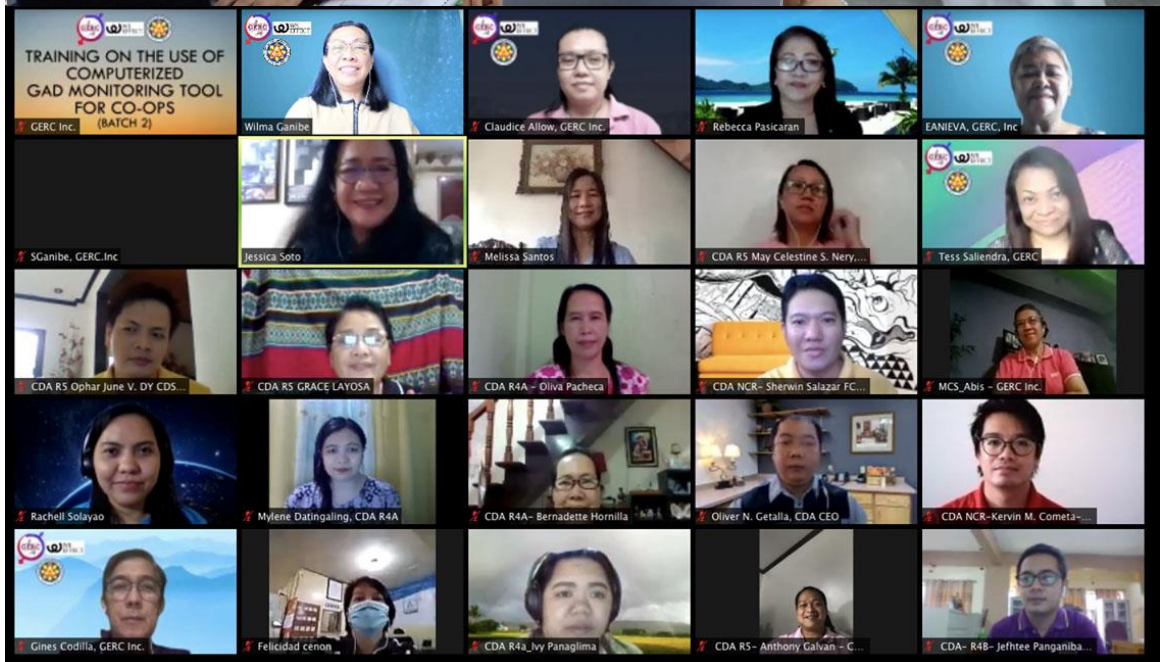 TRAINING ON THE USE OF
COMPUTERIZED
GAD MONITORING TOOL
FOR CO-OPS
(BATCH 2)
GERC Inc.
GERC
Wilma Ganibe
GERC
Claudice Allow, GERC Inc.
Rebecca Pasicaran
GERC
EANIEVA, GERC, Inc
SGanibe, GERC.Inc
Jessica Soto
Melissa Santos
CDA R5 May Celestine S. Nery,...
GERC
Tess Saliendra, GERC
CDA R5 Ophar June V. DY CDS...
CDA R5 GRACE LAYOSA
CDA R4A - Oliva Pacheca
CDA NCR- Sherwin Salazar FC...
MCS_Abis - GERC Inc.
Rachell Solayao
Mylene Datingaling, CDA R4A
CDA R4A- Bernadette Hornilla
Oliver N. Getalla, CDA CEO
CDA NCR-Kervin M. Cometa-...
GERC
Gines Codilla, GERC Inc.
Felicidad cenon
CDA R4a_Ivy Panaglima
CDA R5- Anthony Galvan - C...
CDA- R4B- Jefhtee Panganiba...